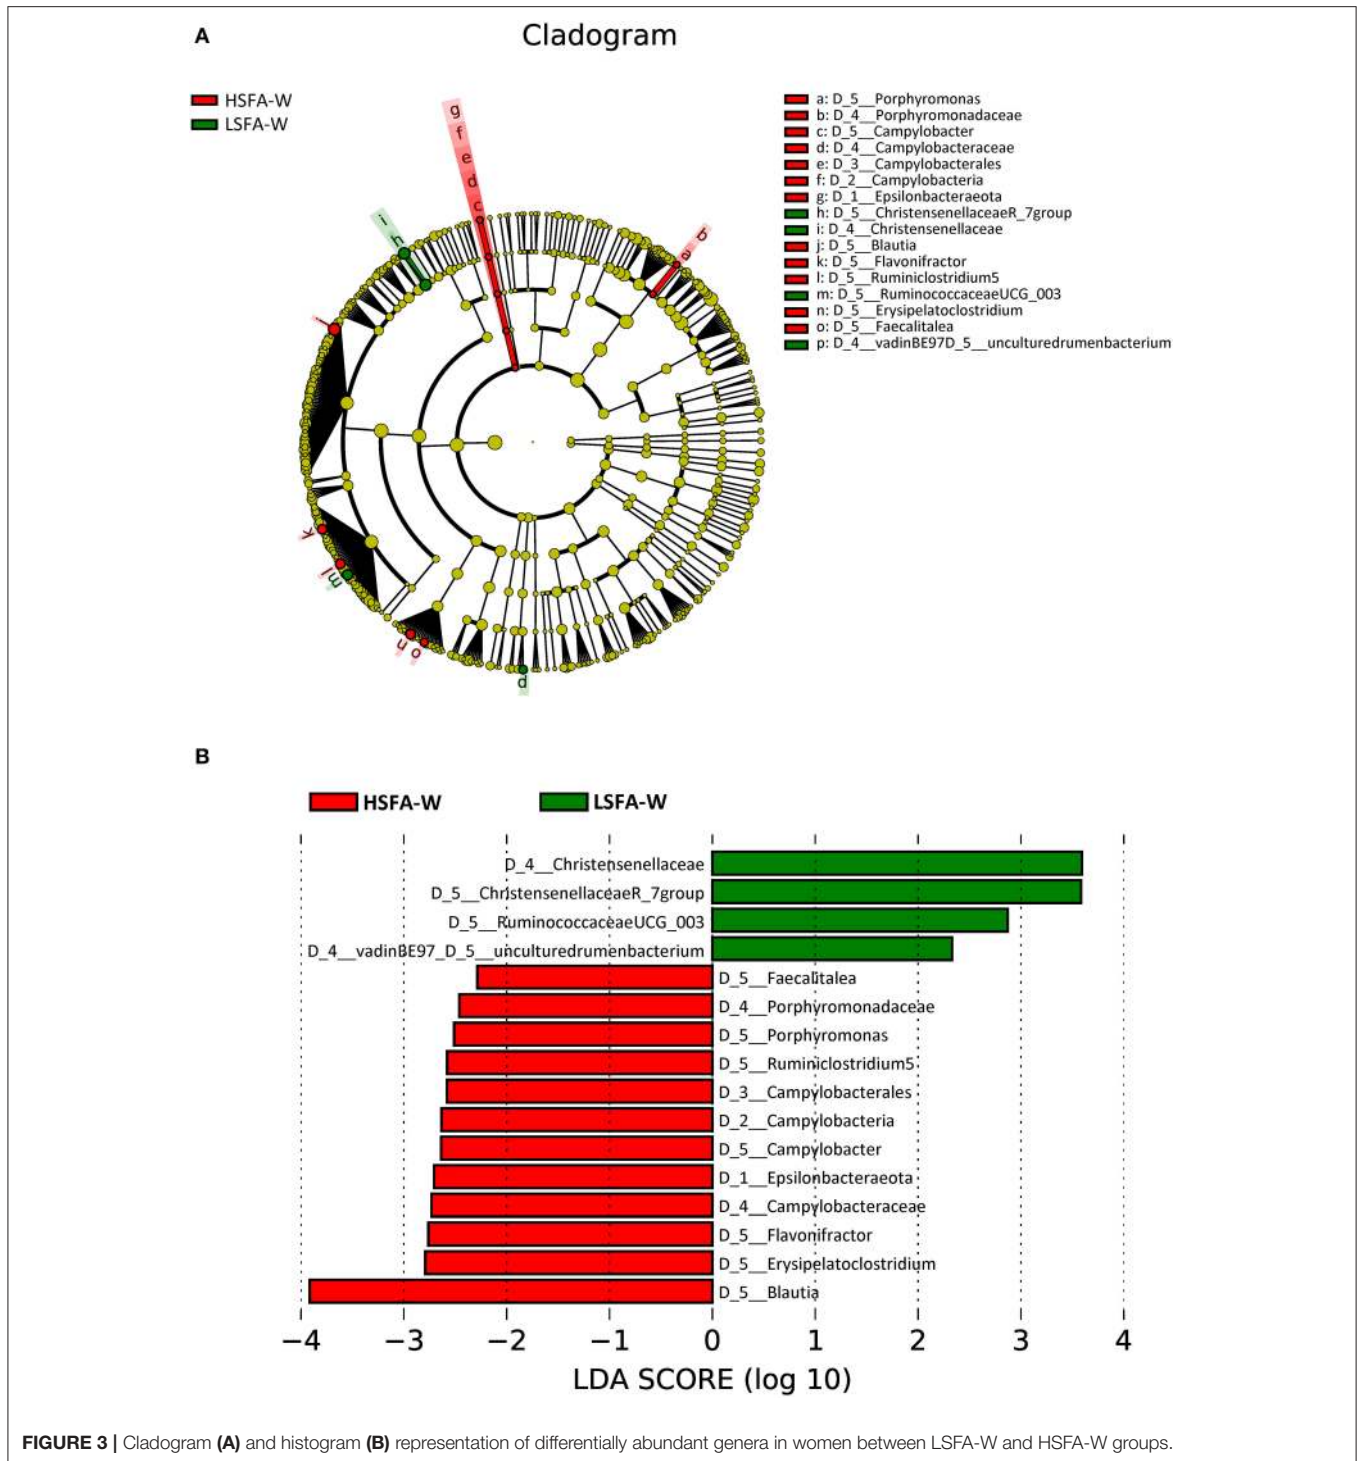 A
Cladogram
HSFA-W
LSFA-W
g
f
e
d
c
b
a
i
h
j
k
l
m
n
o
p
a: D_5__Porphyromonas
b: D_4__Porphyromonadaceae
c: D_5__Campylobacter
d: D_4__Campylobacteraceae
e: D_3__Campylobacterales
f: D_2__Campylobacteria
g: D_1__Epsilonbacteraeota
h: D_5__ChristensenellaceaeR_7group
i: D_4__Christensenellaceae
j: D_5__Blautia
k: D_5__Flavonifractor
l: D_5__Ruminiclostridium5
m: D_5__RuminococcaceaeUCG_003
n: D_5__Erysipelatoclostridium
o: D_5__Faecalitalea
p: D_4__vadinBE97D_5__unculturedrumenbacterium
B
HSFA-W
LSFA-W
D_4__Christensenellaceae
D_5__ChristensenellaceaeR_7group
D_5__RuminococcaceaeUCG_003
D_4__vadinBE97_D_5__unculturedrumenbacterium
D_5__Faecalitalea
D_4__Porphyromonadaceae
D_5__Porphyromonas
D_5__Ruminiclostridium5
D_3__Campylobacterales
D_2__Campylobacteria
D_5__Campylobacter
D_1__Epsilonbacteraeota
D_4__Campylobacteraceae
D_5__Flavonifractor
D_5__Erysipelatoclostridium
D_5__Blautia
−4 −3 −2 −1 0 1 2 3 4
LDA SCORE (log 10)
FIGURE 3 | Cladogram (A) and histogram (B) representation of differentially abundant genera in women between LSFA-W and HSFA-W groups.